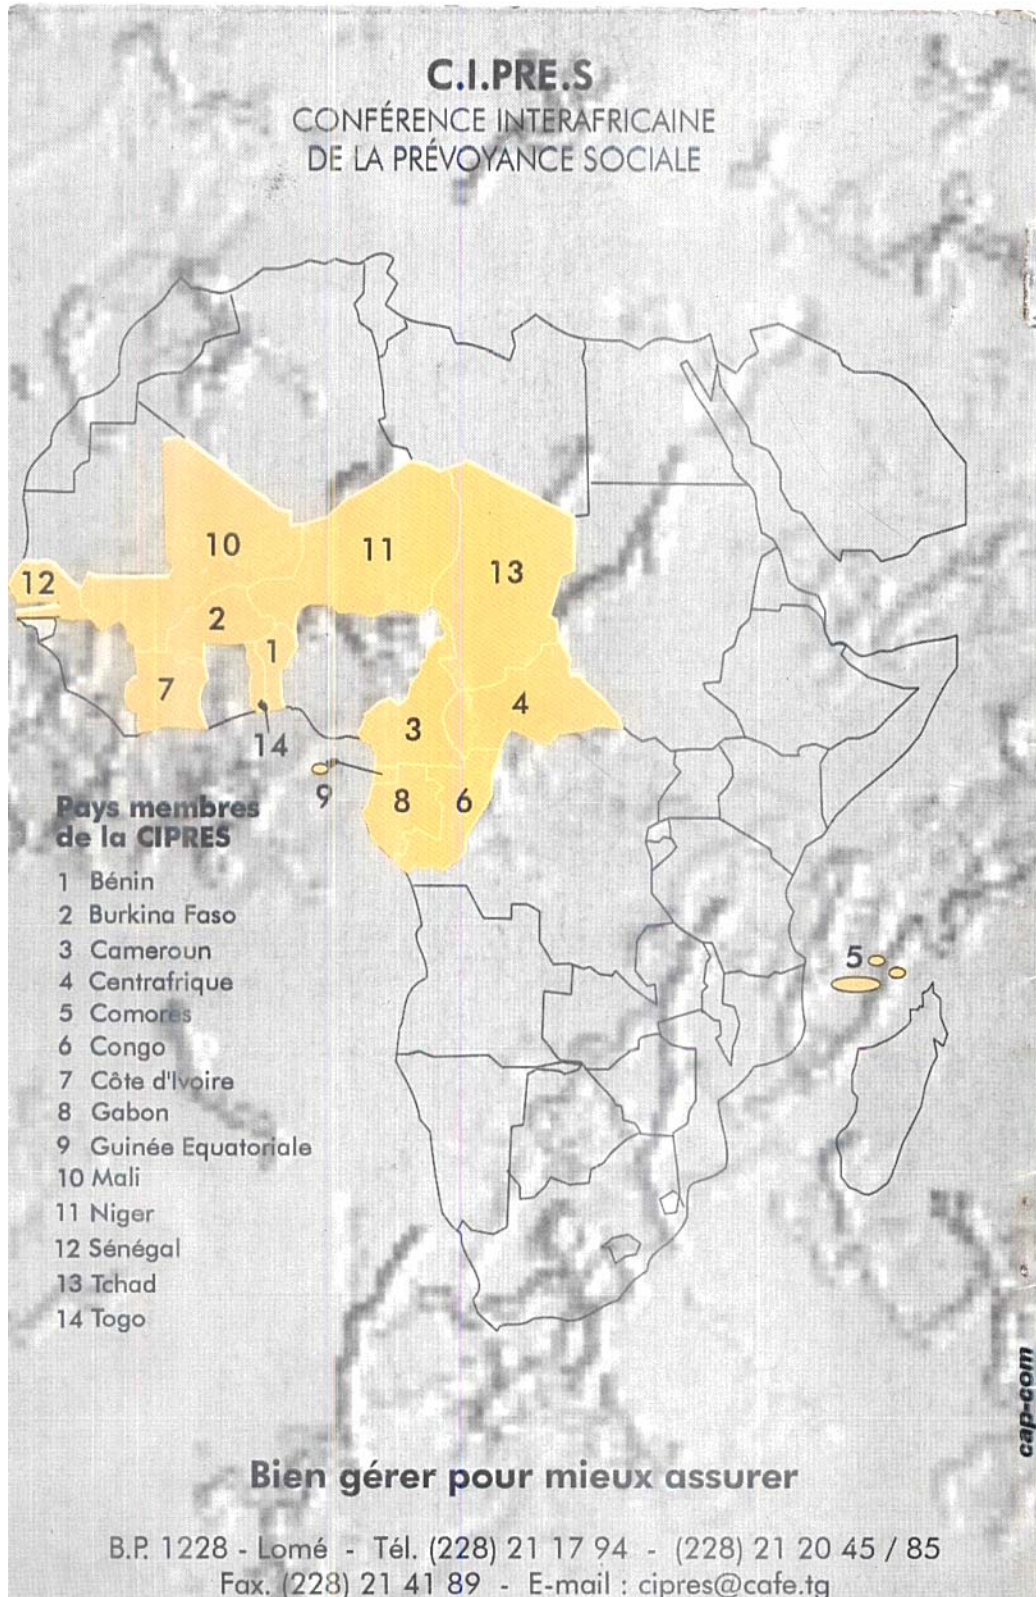 C.I.PRE.S
CONFÉRENCE INTERAFRICAINE
DE LA PRÉVOYANCE SOCIALE
10
11
12
13
2
1
7
4
3
14
9
8
6
5
Pays membres
de la CIPRES
1 Bénin
2 Burkina Faso
3 Cameroun
4 Centrafrique
5 Comores
6 Congo
7 Côte d'Ivoire
8 Gabon
9 Guinée Equatoriale
10 Mali
11 Niger
12 Sénégal
13 Tchad
14 Togo
cap-com
Bien gérer pour mieux assurer
B.P. 1228 - Lomé - Tél. (228) 21 17 94 - (228) 21 20 45 / 85
Fax. (228) 21 41 89 - E-mail : cipres@cafe.tg